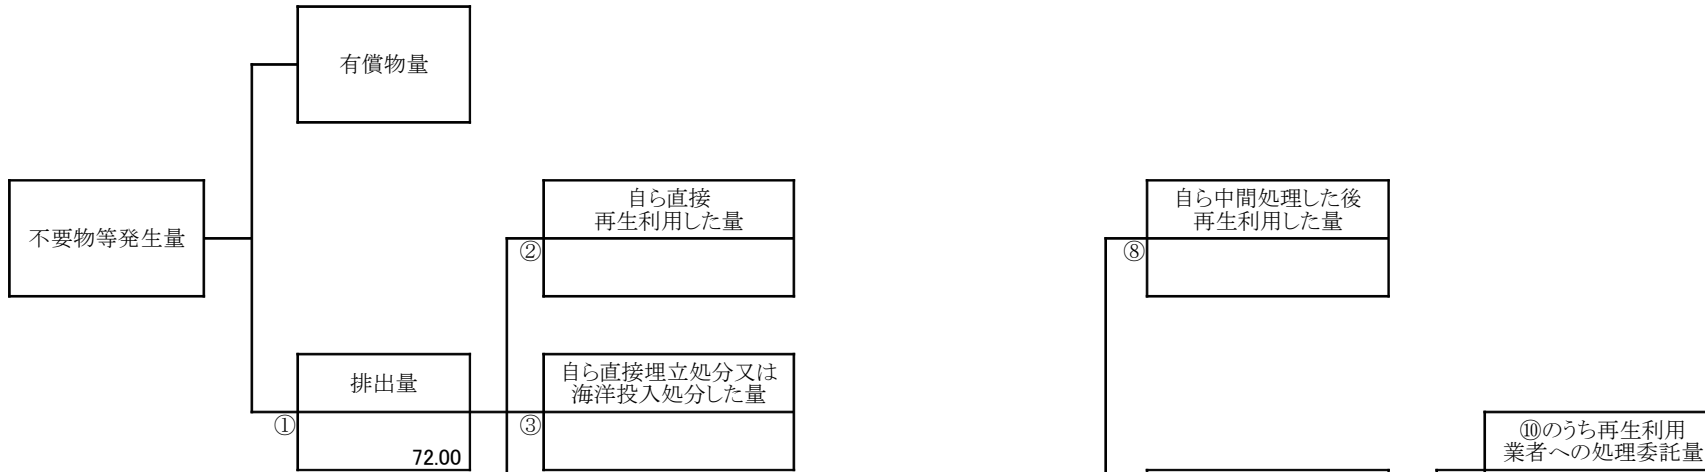 有償物量
不要物等発生量
自ら直接
再生利用した量
②
自ら中間処理した後
再生利用した量
⑧
排出量
①
72.00
自ら直接埋立処分又は
海洋投入処分した量
③
⑩のうち再生利用
業者への処理委託量